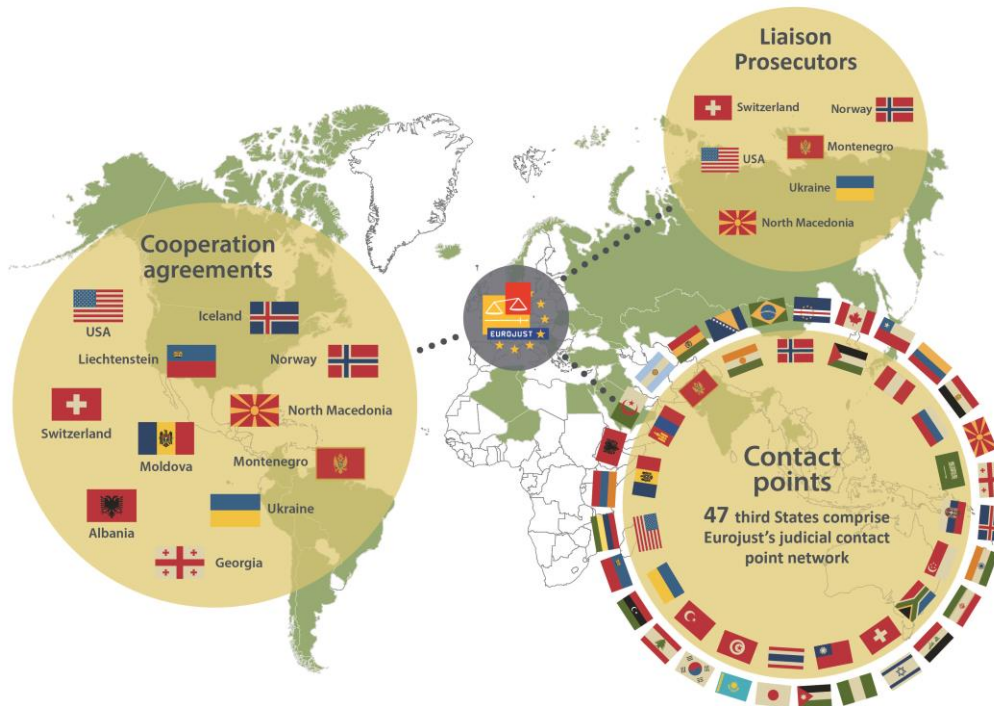 Liaison
Prosecutors
Switzerland
Norway
USA
Montenegro
Ukraine
North Macedonia
Cooperation
agreements
USA
Iceland
Liechtenstein
Norway
Switzerland
North Macedonia
Moldova
Montenegro
Albania
Ukraine
Georgia
EUROJUST
Contact
points
47 third States comprise
Eurojust's judicial contact
point network